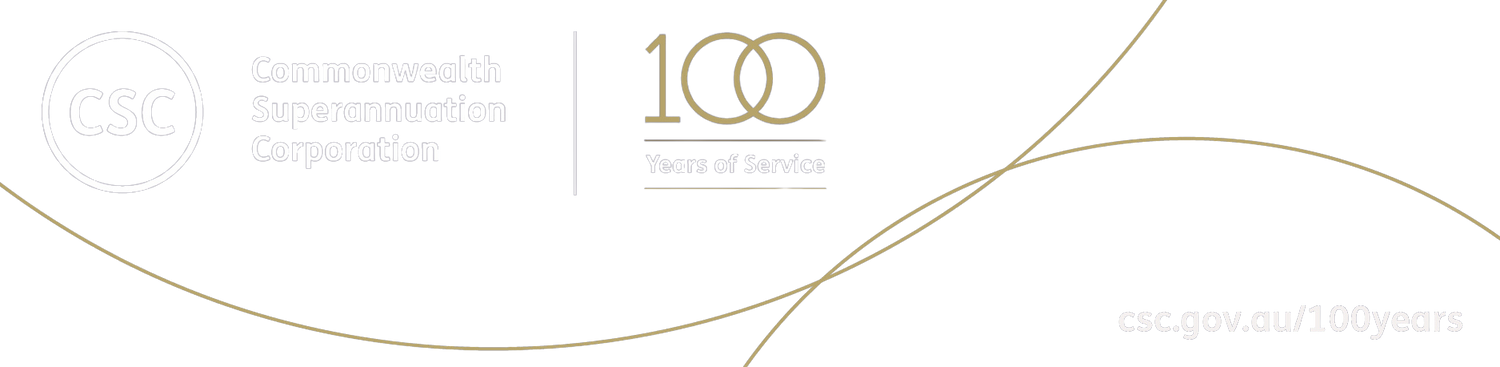 CSC
Commonwealth
Superannuation
Corporation
100
Years of Service
csc.gov.au/100years